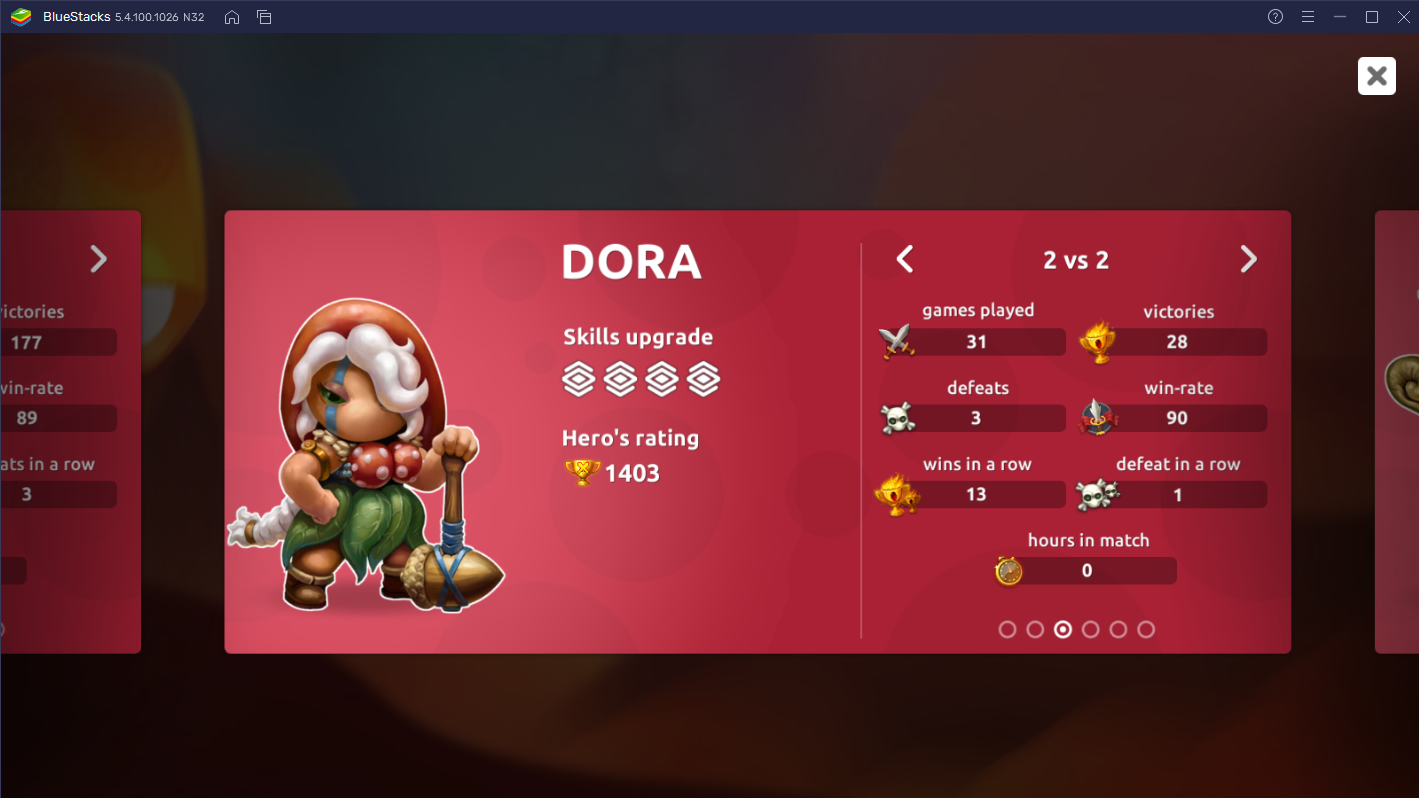 BlueStacks 5.4.100.1026 N32
victories
177
win-rate
89
ats in a row
3
DORA
Skills upgrade
Hero's rating
1403
2 vs 2
games played
31
victories
28
defeats
3
win-rate
90
wins in a row
13
defeat in a row
1
hours in match
0